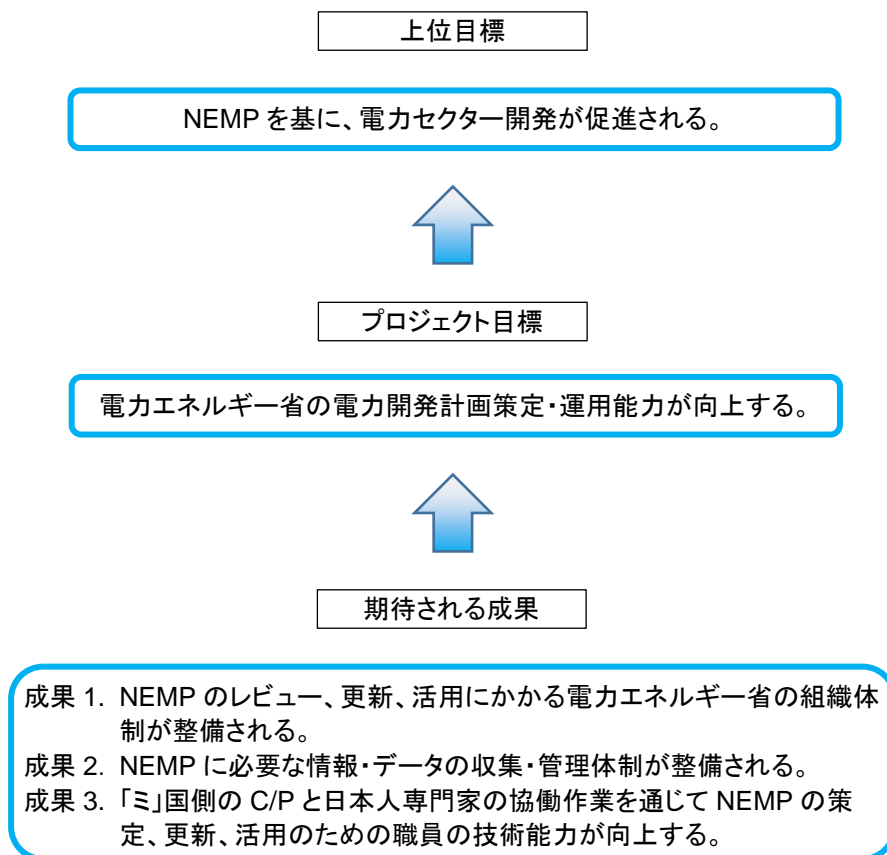 上位目標
NEMP を基に、電力セクター開発が促進される。
プロジェクト目標
電力エネルギー省の電力開発計画策定・運用能力が向上する。
期待される成果
成果 1. NEMP のレビュー、更新、活用にかかる電力エネルギー省の組織体
制が整備される。
成果 2. NEMP に必要な情報・データの収集・管理体制が整備される。
成果 3. 「ミ」国側の C/P と日本人専門家の協働作業を通じて NEMP の策
定、更新、活用のための職員の技術能力が向上する。